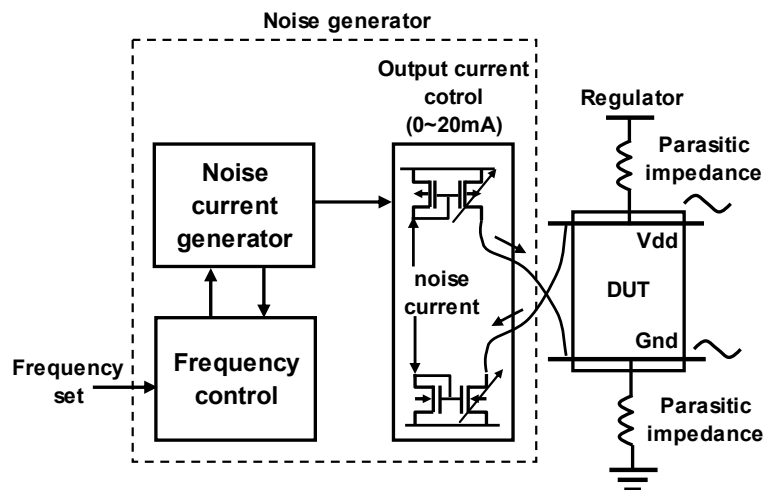 Noise generator
Output current
cotrol
(0~20mA)
Regulator
Parasitic
impedance
Noise
current
generator
Vdd
noise
current
DUT
Gnd
Frequency
set
Frequency
control
Parasitic
impedance